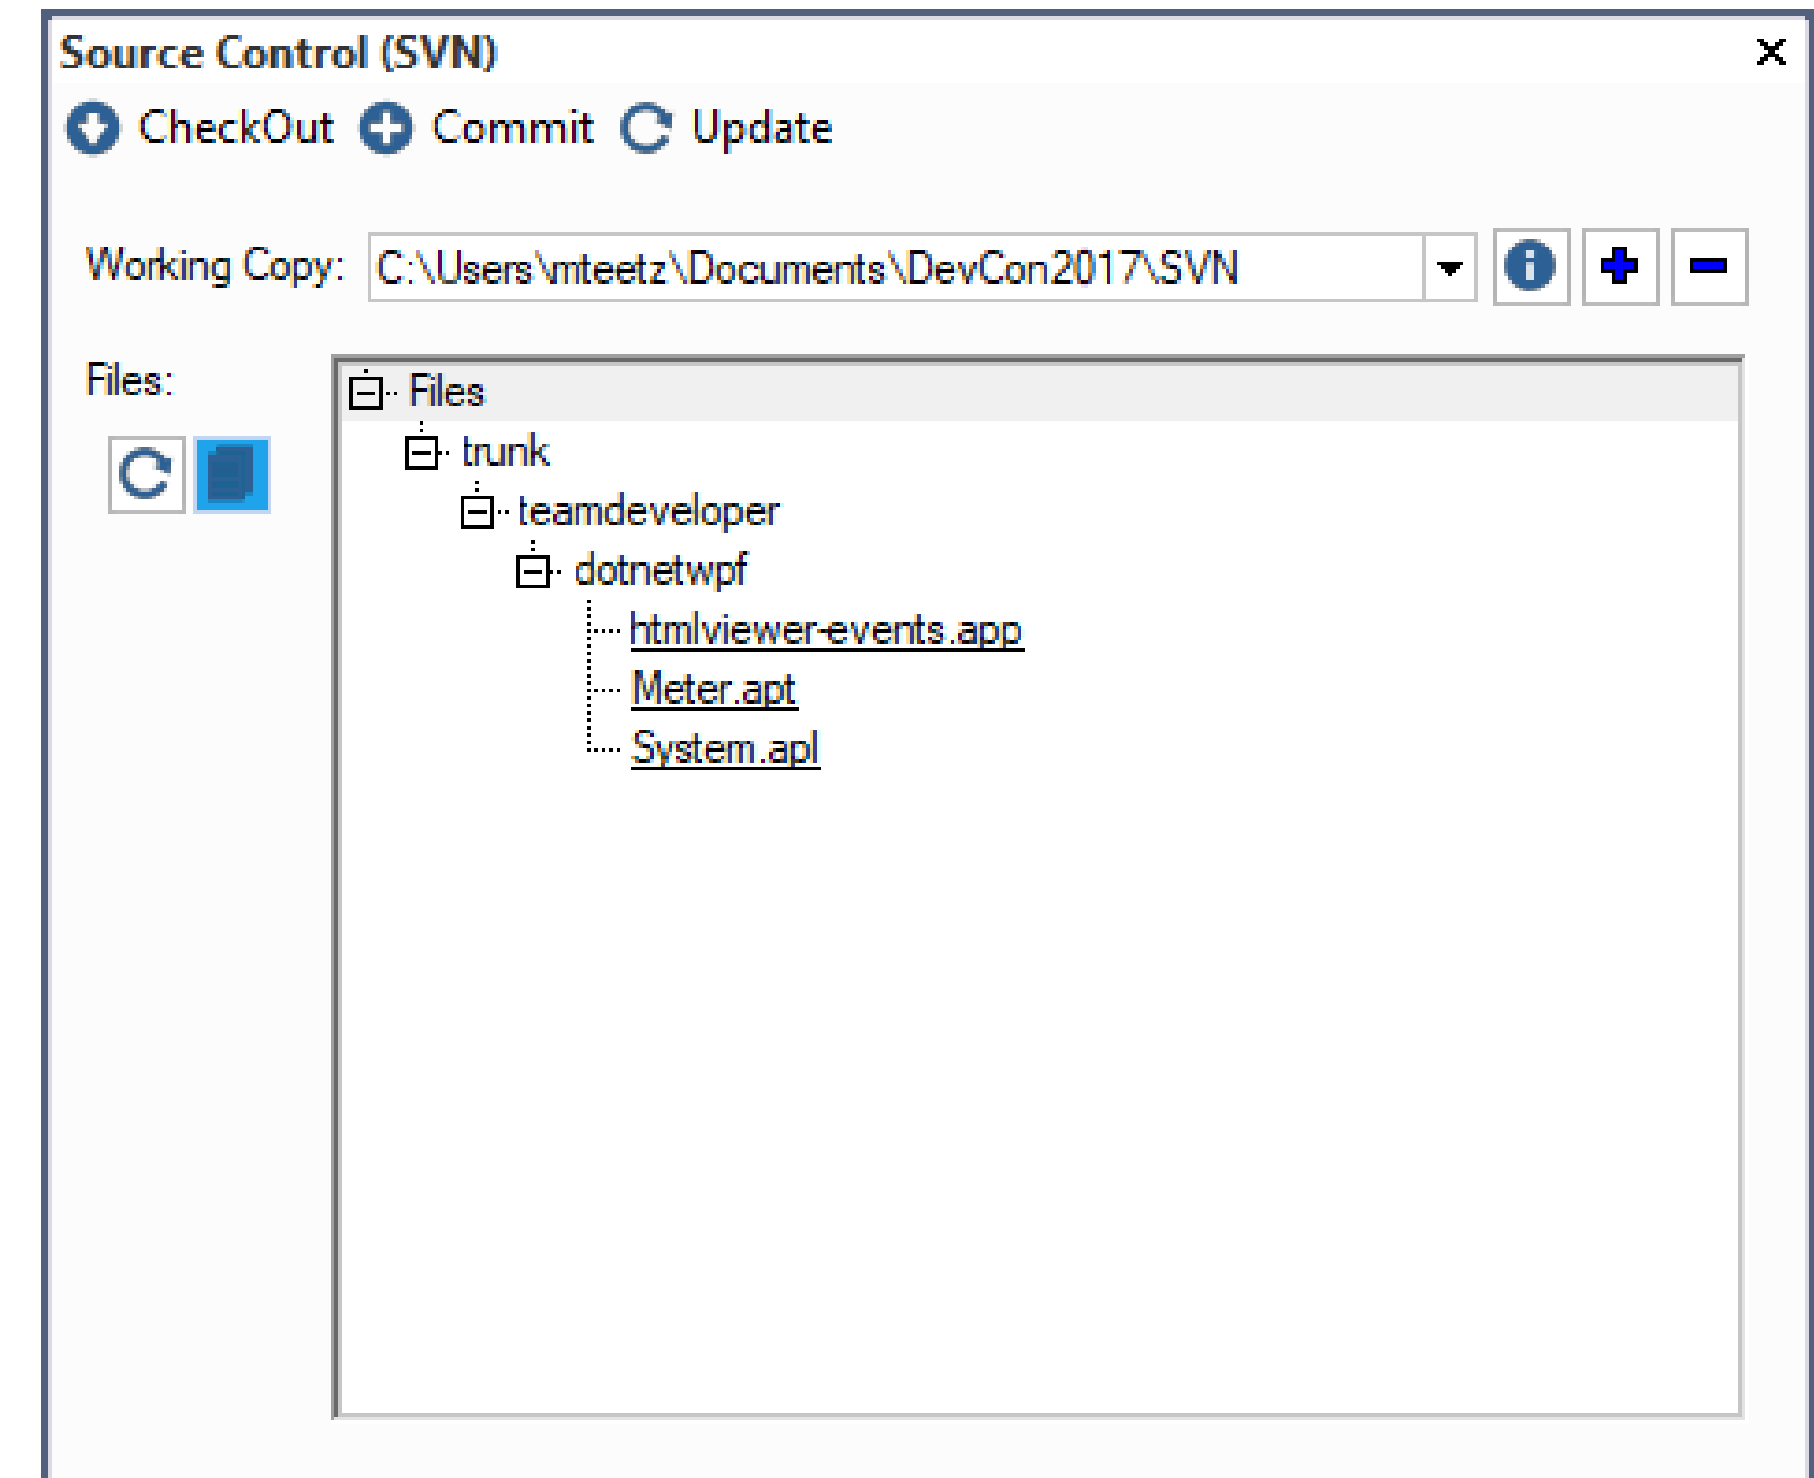 Source Control (SVN)
CheckOut Commit Update
Working Copy: C:\Users\mteetz\Documents\DevCon2017\SVN
Files:
Files
trunk
teamdeveloper
dotnetwpf
htmlviewer-events.app
Meter.apt
System.apl